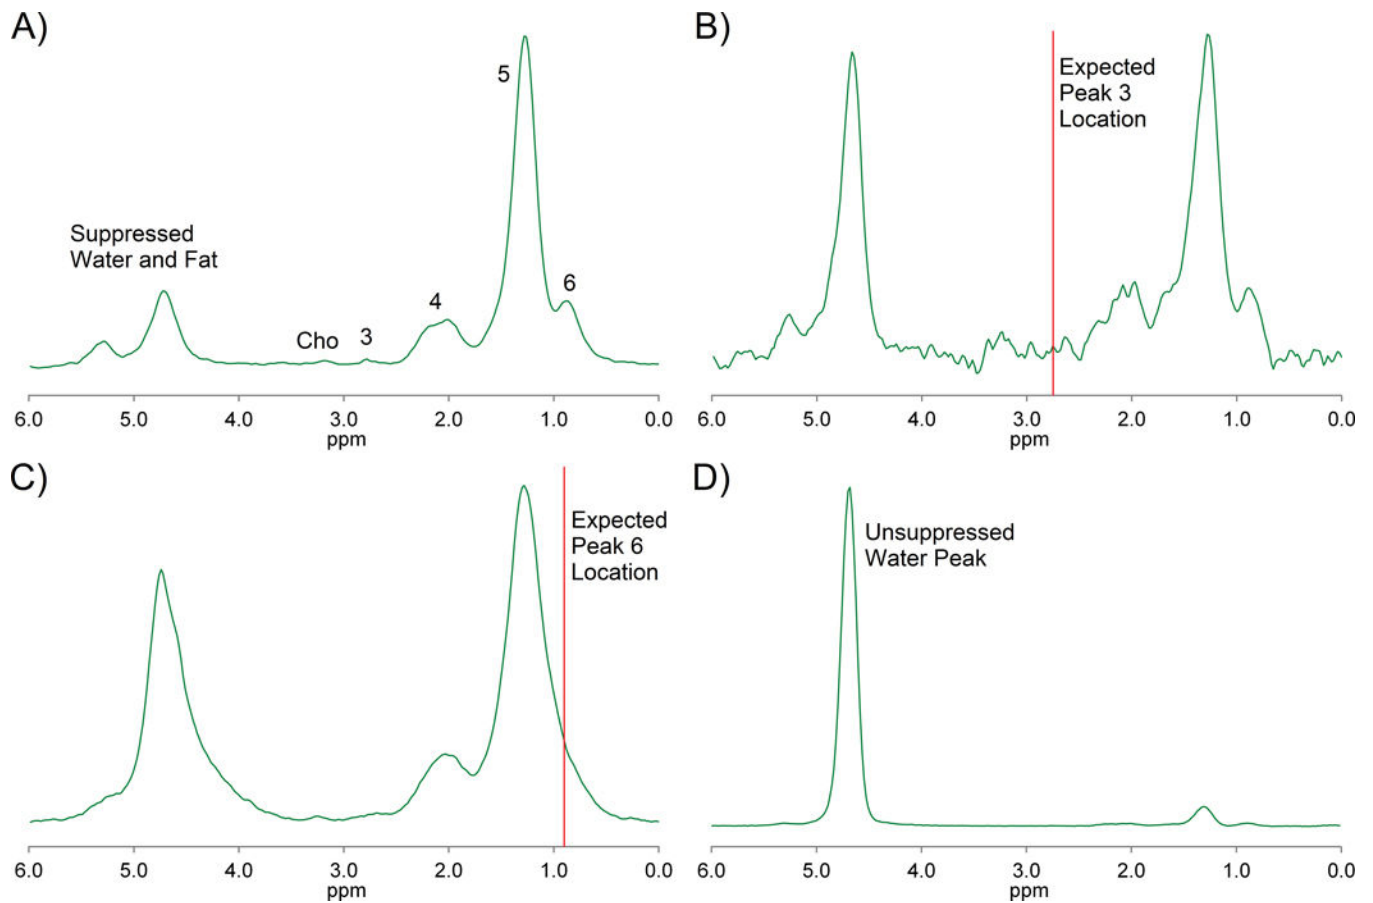 A)
5
Suppressed
Water and Fat
Cho
3
4
6
6.0 5.0 4.0 3.0 2.0 1.0 0.0
ppm
B)
Expected
Peak 3
Location
6.0 5.0 4.0 3.0 2.0 1.0 0.0
ppm
C)
Expected
Peak 6
Location
6.0 5.0 4.0 3.0 2.0 1.0 0.0
ppm
D)
Unsuppressed
Water Peak
6.0 5.0 4.0 3.0 2.0 1.0 0.0
ppm